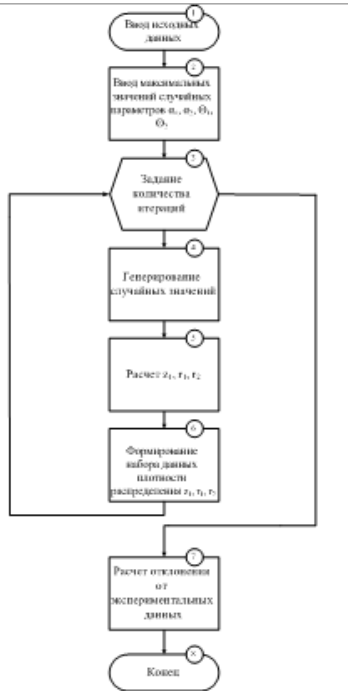 1
Ввод исходных
данных
2
Ввод максимальных
значений случайных
параметров α₁, α₂, Θ₁,
Θ₂
3
Задание
количества
итераций
4
Генерирование
случайных значений
5
Расчет z₁, r₁, r₂
6
Формирование
набора данных
плотности
распределения z₁, r₁, r₂
7
Расчет отклонения
от
экспериментальных
данных
8
Конец